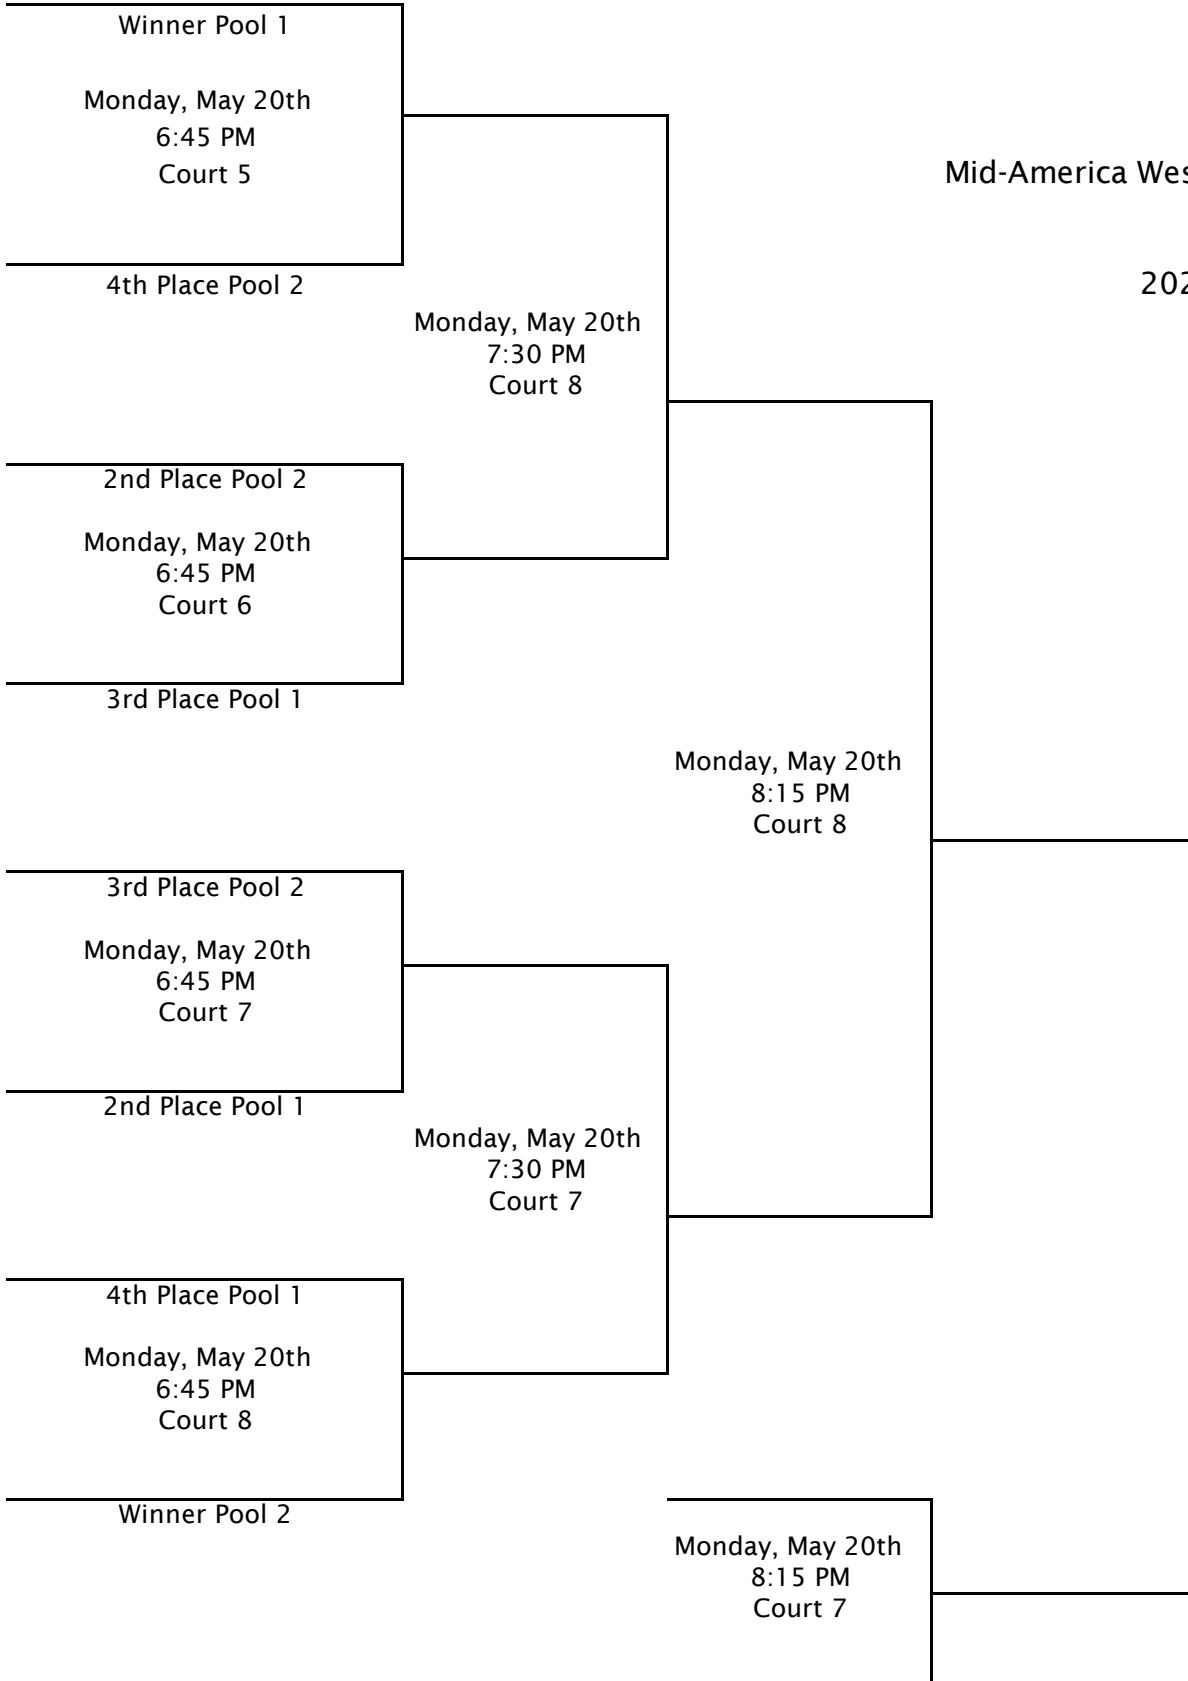 Winner Pool 1
Monday, May 20th
6:45 PM
Court 5
4th Place Pool 2
Mid-America Wes
202
Monday, May 20th
7:30 PM
Court 8
2nd Place Pool 2
Monday, May 20th
6:45 PM
Court 6
3rd Place Pool 1
Monday, May 20th
8:15 PM
Court 8
3rd Place Pool 2
Monday, May 20th
6:45 PM
Court 7
2nd Place Pool 1
Monday, May 20th
7:30 PM
Court 7
4th Place Pool 1
Monday, May 20th
6:45 PM
Court 8
Winner Pool 2
Monday, May 20th
8:15 PM
Court 7